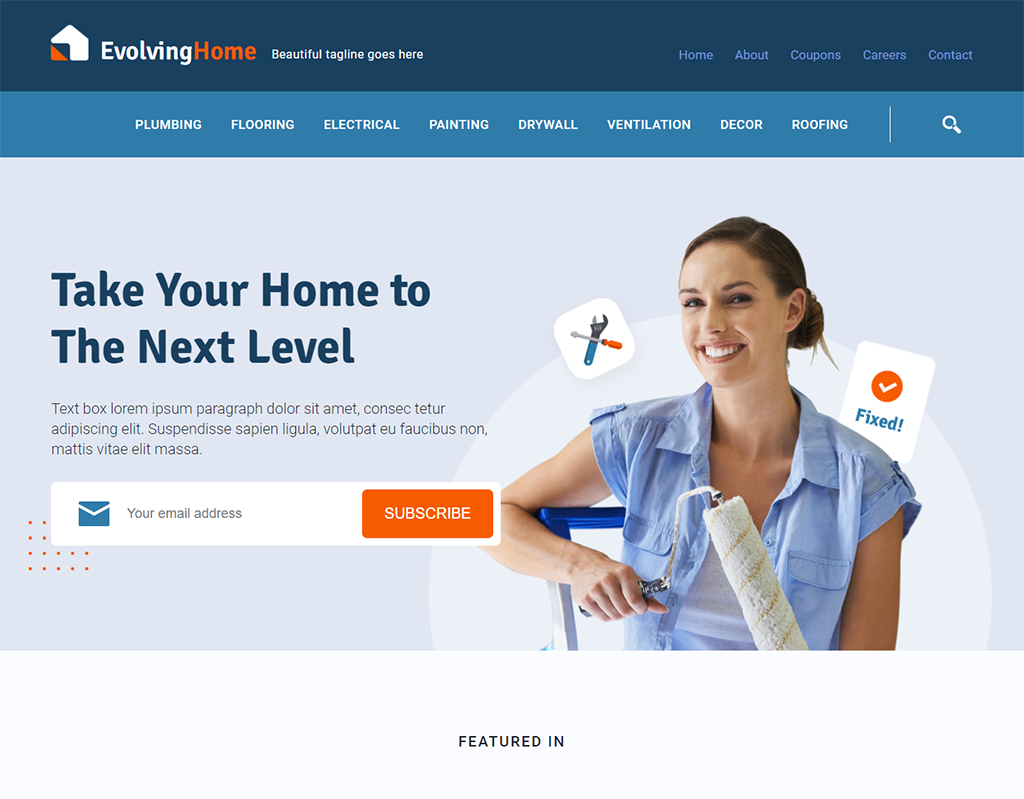 EvolvingHome Beautiful tagline goes here
Home About Coupons Careers Contact
PLUMBING FLOORING ELECTRICAL PAINTING DRYWALL VENTILATION DECOR ROOFING
Take Your Home to
The Next Level
Text box lorem ipsum paragraph dolor sit amet, consec tetur
adipiscing elit. Suspendisse sapien ligula, volutpat eu faucibus non,
mattis vitae elit massa.
Your email address SUBSCRIBE
Fixed!
FEATURED IN